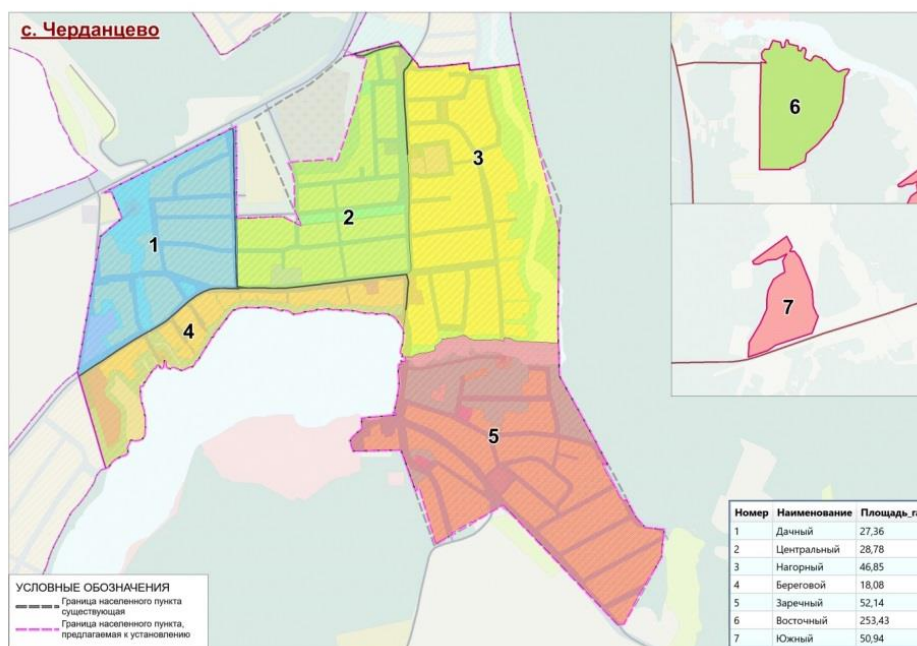 с. Черданцево
1
2
3
4
5
6
7
УСЛОВНЫЕ ОБОЗНАЧЕНИЯ
Граница населенного пункта
существующая
Граница населенного пункта,
предлагаемая к установлению
Номер Наименование Площадь_га
1 Дачный 27,36
2 Центральный 28,78
3 Нагорный 46,85
4 Береговой 18,08
5 Заречный 52,14
6 Восточный 253,43
7 Южный 50,94